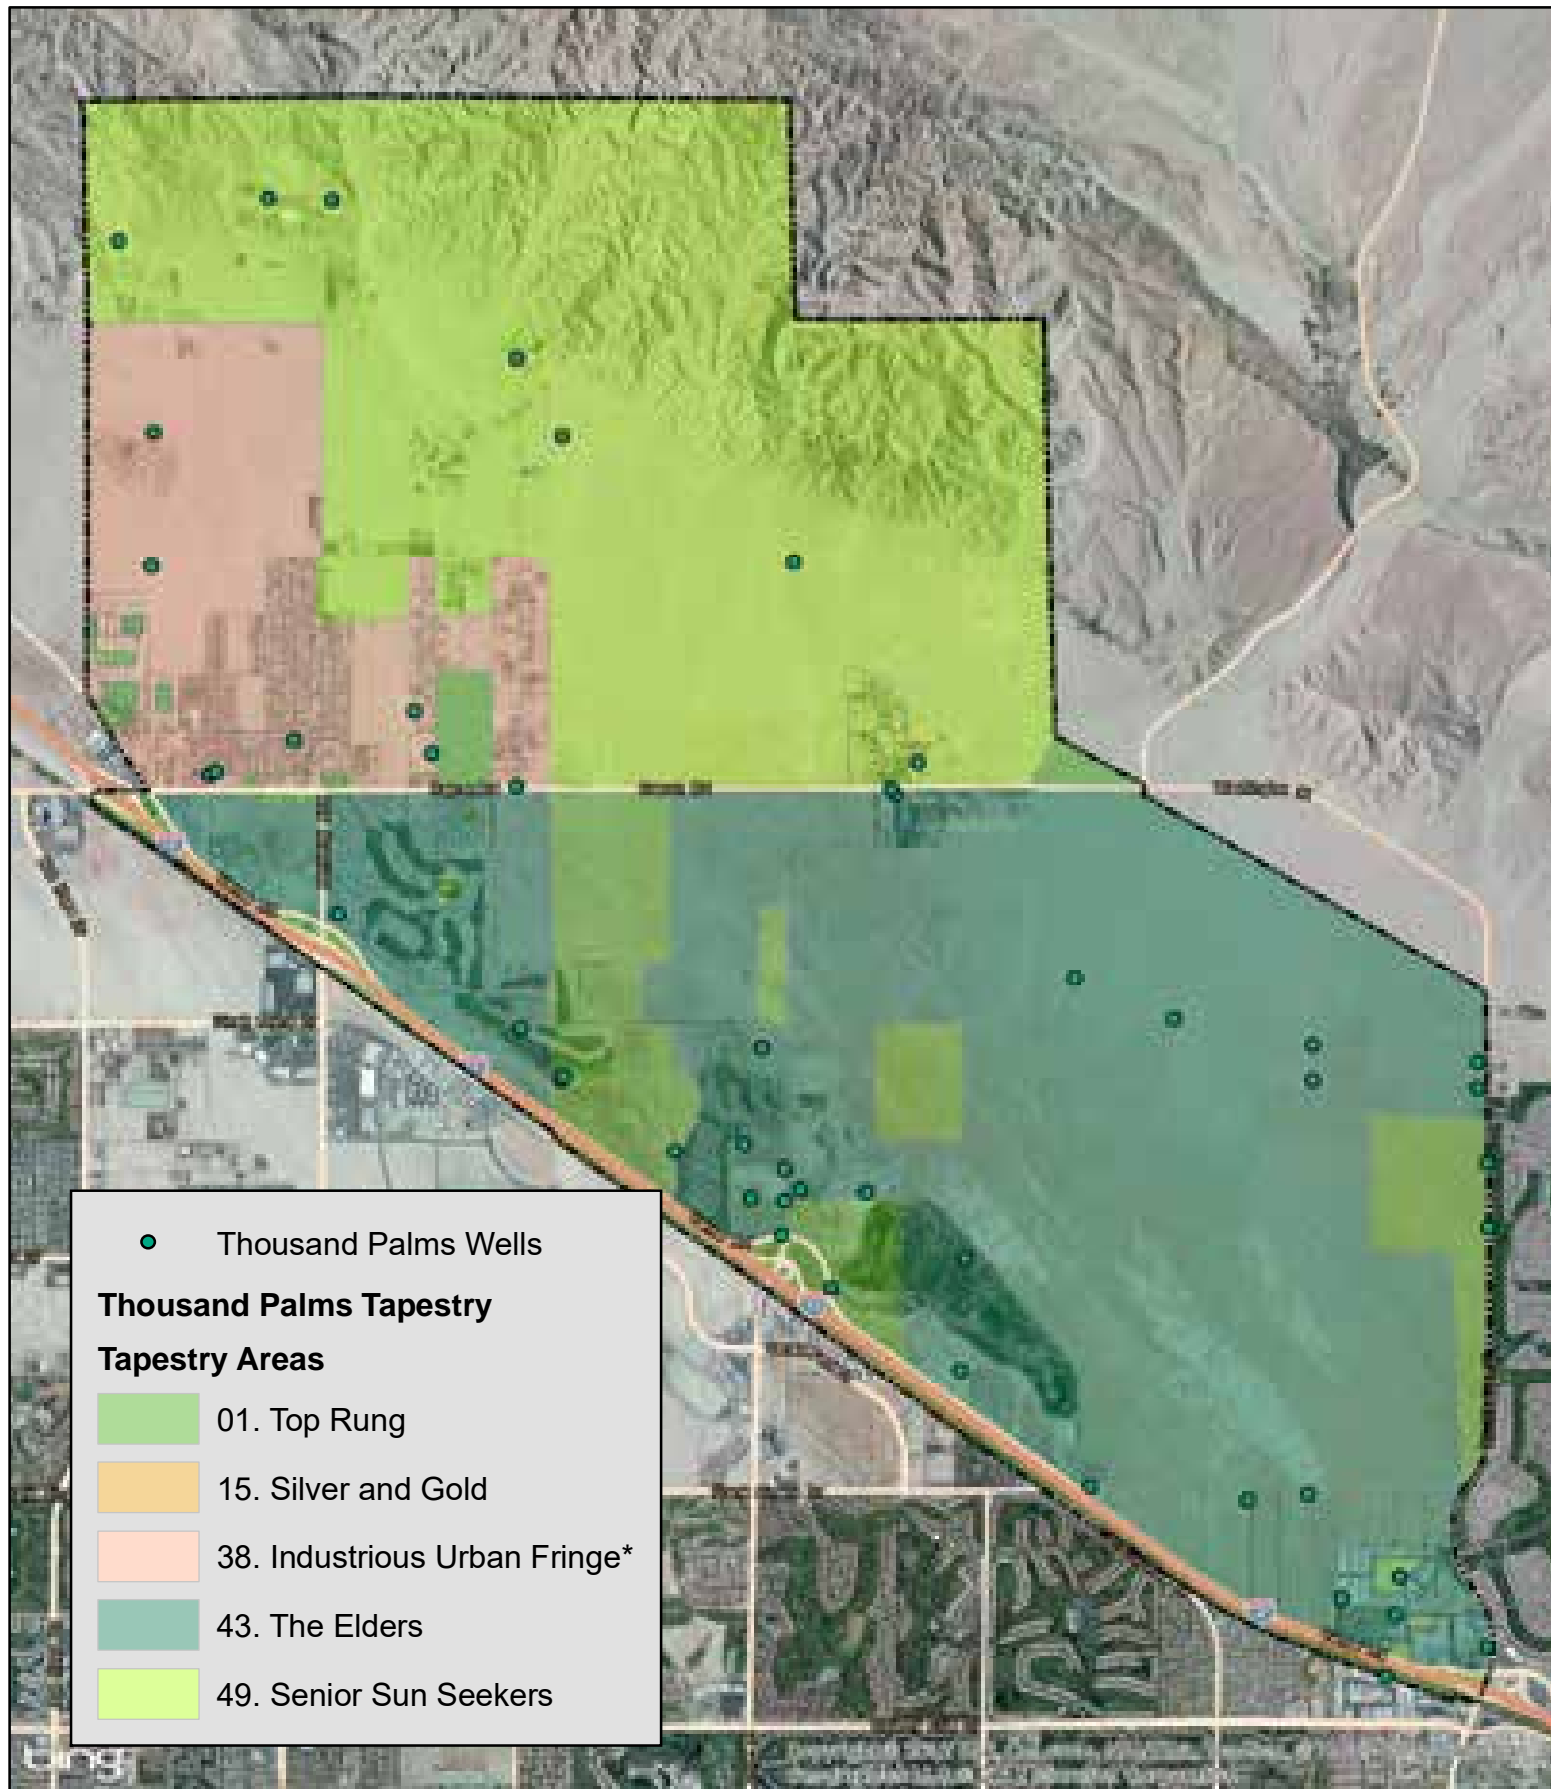 Thousand Palms Wells
Thousand Palms Tapestry
Tapestry Areas
01. Top Rung
15. Silver and Gold
38. Industrious Urban Fringe*
43. The Elders
49. Senior Sun Seekers
bing